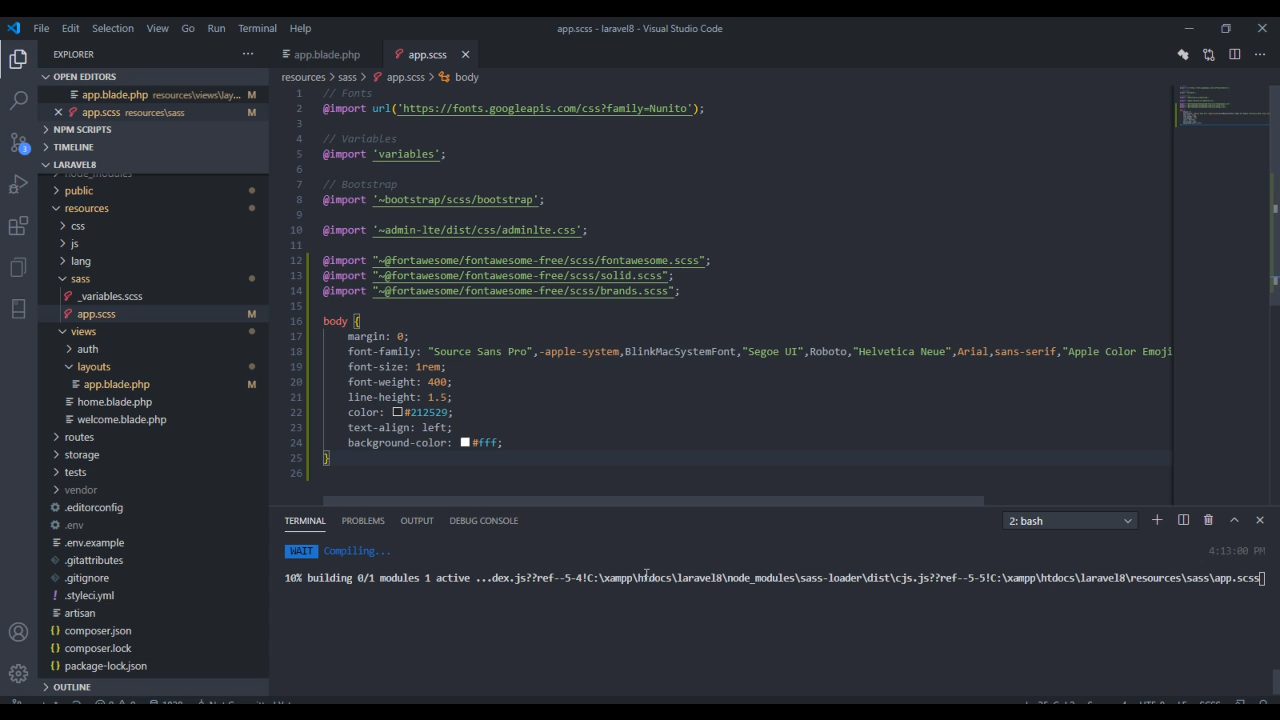 File Edit Selection View Go Run Terminal Help
app.scss - laravel8 - Visual Studio Code
EXPLORER
app.blade.php
app.scss
OPEN EDITORS
app.blade.php resources\views\lay... M
app.scss resources\sass M
NPM SCRIPTS
TIMELINE
LARAVEL8
node_modules
public
resources
css
js
lang
sass
_variables.scss
app.scss M
views
auth
layouts
app.blade.php M
home.blade.php
welcome.blade.php
routes
storage
tests
vendor
.editorconfig
.env
.env.example
.gitattributes
.gitignore
.styleci.yml
artisan
composer.json
composer.lock
package-lock.json
OUTLINE
3
resources > sass > app.scss > body
1 // Fonts
2 @import url('https://fonts.googleapis.com/css?family=Nunito');
3
4 // Variables
5 @import 'variables';
6
7 // Bootstrap
8 @import '~bootstrap/scss/bootstrap';
9
10 @import '~admin-lte/dist/css/adminlte.css';
11
12 @import "~@fortawesome/fontawesome-free/scss/fontawesome.scss";
13 @import "~@fortawesome/fontawesome-free/scss/solid.scss";
14 @import "~@fortawesome/fontawesome-free/scss/brands.scss";
15
16 body {
17 margin: 0;
18 font-family: "Source Sans Pro",-apple-system,BlinkMacSystemFont,"Segoe UI",Roboto,"Helvetica Neue",Arial,sans-serif,"Apple Color Emoji
19 font-size: 1rem;
20 font-weight: 400;
21 line-height: 1.5;
22 color: #212529;
23 text-align: left;
24 background-color: #fff;
25 }
26
TERMINAL PROBLEMS OUTPUT DEBUG CONSOLE
2: bash
WAIT Compiling...
4:13:00 PM
10% building 0/1 modules 1 active ...dex.js??ref--5-4!C:\xampp\htdocs\laravel8\node_modules\sass-loader\dist\cjs.js??ref--5-5!C:\xampp\htdocs\laravel8\resources\sass\app.scss